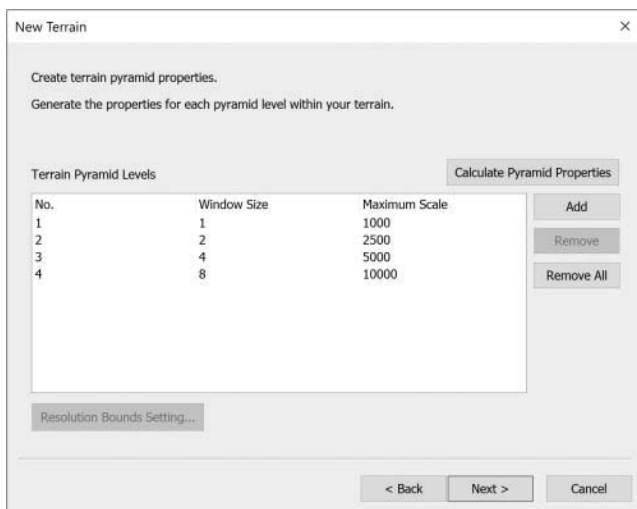 New Terrain
Create terrain pyramid properties.
Generate the properties for each pyramid level within your terrain.
Terrain Pyramid Levels
Calculate Pyramid Properties
No. Window Size Maximum Scale
1 1 1000
2 2 2500
3 4 5000
4 8 10000
Add
Remove
Remove All
Resolution Bounds Setting...
< Back Next > Cancel